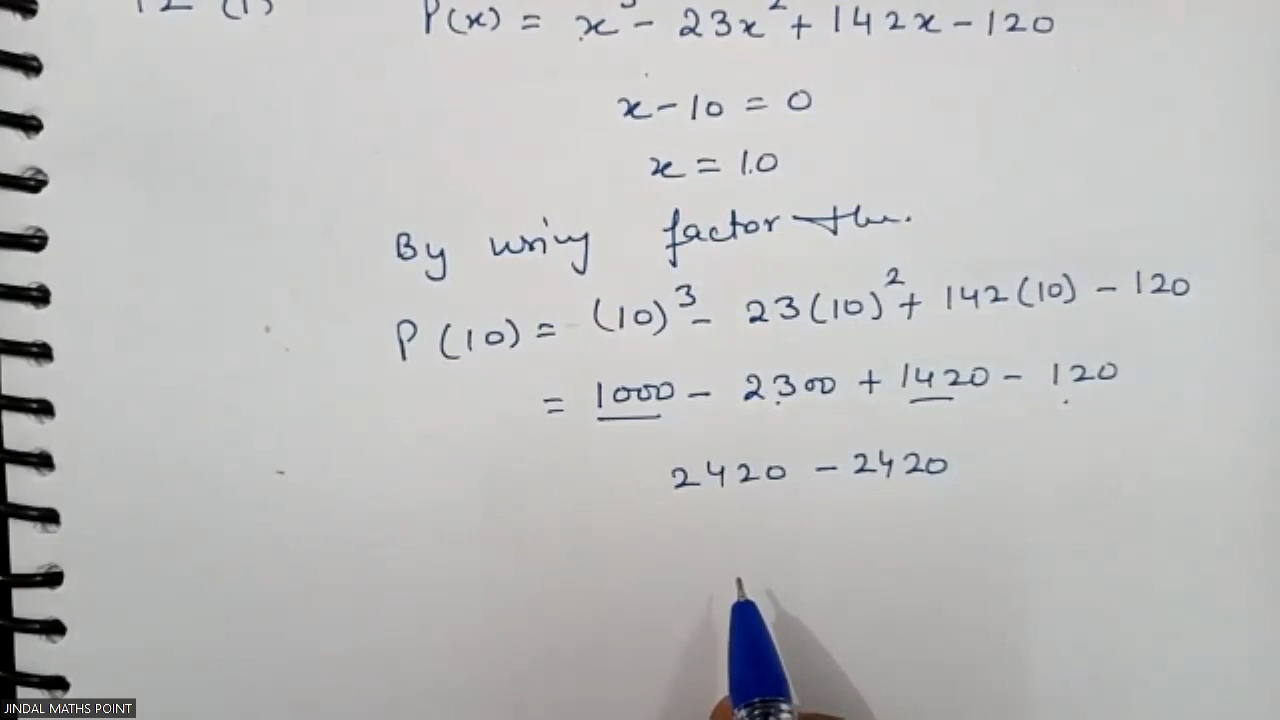 12 (i)
P(x) = x³ - 23x² + 142x - 120
x - 10 = 0
x = 10
By using factor thm.
P(10) = (10)³ - 23(10)² + 142(10) - 120
= 1000 - 2300 + 1420 - 120
2420 - 2420
JINDAL MATHS POINT